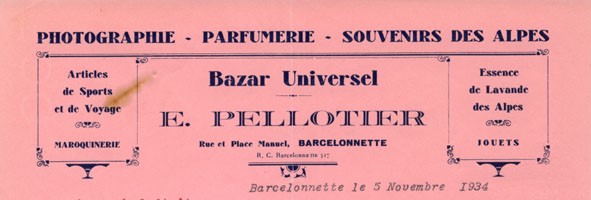 PHOTOGRAPHIE - PARFUMERIE - SOUVENIRS DES ALPES
Articles
de Sports
et de Voyage
MAROQUINERIE
Bazar Universel
E. PELLOTIER
Rue et Place Manuel, BARCELONNETTE
R. C. Barcelonnette 317
Essence
de Lavande
des Alpes
JOUETS
Barcelonnette le 5 Novembre 1934